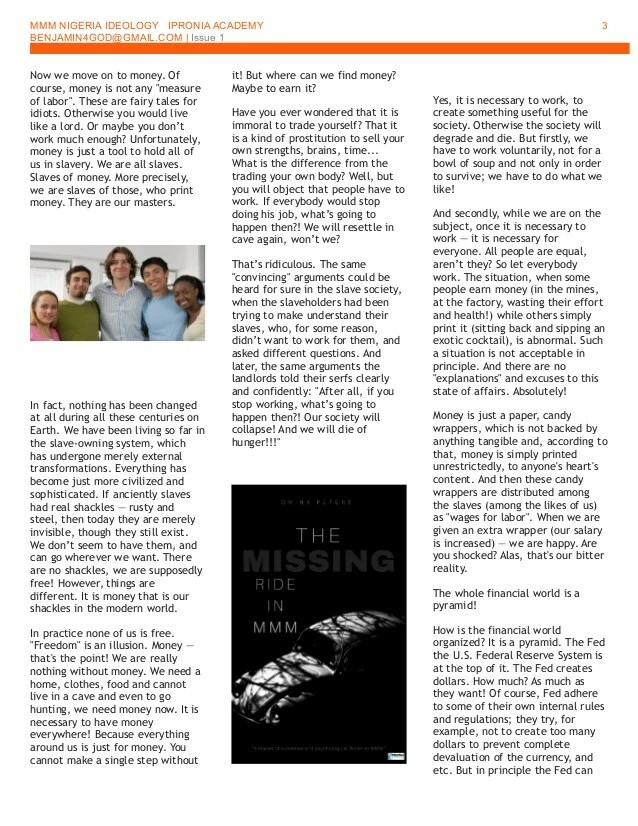 MMM NIGERIA IDEOLOGY IPRONIA ACADEMY
3
BENJAMIN4GOD@GMAIL.COM | Issue 1
Now we move on to money. Of
course, money is not any "measure
of labor". These are fairy tales for
idiots. Otherwise you would live
like a lord. Or maybe you don't
work much enough? Unfortunately,
money is just a tool to hold all of
us in slavery. We are all slaves.
Slaves of money. More precisely,
we are slaves of those, who print
money. They are our masters.
In fact, nothing has been changed
at all during all these centuries on
Earth. We have been living so far in
the slave-owning system, which
has undergone merely external
transformations. Everything has
become just more civilized and
sophisticated. If anciently slaves
had real shackles — rusty and
steel, then today they are merely
invisible, though they still exist.
We don't seem to have them, and
can go wherever we want. There
are no shackles, we are supposedly
free! However, things are
different. It is money that is our
shackles in the modern world.
In practice none of us is free.
"Freedom" is an illusion. Money —
that's the point! We are really
nothing without money. We need a
home, clothes, food and cannot
live in a cave and even to go
hunting, we need money now. It is
necessary to have money
everywhere! Because everything
around us is just for money. You
cannot make a single step without
it! But where can we find money?
Maybe to earn it?
Have you ever wondered that it is
immoral to trade yourself? That it
is a kind of prostitution to sell your
own strengths, brains, time...
What is the difference from the
trading your own body? Well, but
you will object that people have to
work. If everybody would stop
doing his job, what's going to
happen then?! We will resettle in
cave again, won't we?
That's ridiculous. The same
"convincing" arguments could be
heard for sure in the slave society,
when the slaveholders had been
trying to make understand their
slaves, who, for some reason,
didn't want to work for them, and
asked different questions. And
later, the same arguments the
landlords told their serfs clearly
and confidently: "After all, if you
stop working, what's going to
happen then?! Our society will
collapse! And we will die of
hunger!!!"
PETERS
THE
MISSING
RIDE
IN
MMM
Yes, it is necessary to work, to
create something useful for the
society. Otherwise the society will
degrade and die. But firstly, we
have to work voluntarily, not for a
bowl of soup and not only in order
to survive; we have to do what we
like!
And secondly, while we are on the
subject, once it is necessary to
work — it is necessary for
everyone. All people are equal,
aren't they? So let everybody
work. The situation, when some
people earn money (in the mines,
at the factory, wasting their effort
and health!) while others simply
print it (sitting back and sipping an
exotic cocktail), is abnormal. Such
a situation is not acceptable in
principle. And there are no
"explanations" and excuses to this
state of affairs. Absolutely!
Money is just a paper, candy
wrappers, which is not backed by
anything tangible and, according to
that, money is simply printed
unrestrictedly, to anyone's heart's
content. And then these candy
wrappers are distributed among
the slaves (among the likes of us)
as "wages for labor". When we are
given an extra wrapper (our salary
is increased) — we are happy. Are
you shocked? Alas, that's our bitter
reality.
The whole financial world is a
pyramid!
How is the financial world
organized? It is a pyramid. The Fed
the U.S. Federal Reserve System is
at the top of it. The Fed creates
dollars. How much? As much as
they want! Of course, Fed adhere
to some of their own internal rules
and regulations; they try, for
example, not to create too many
dollars to prevent complete
devaluation of the currency, and
etc. But in principle the Fed can